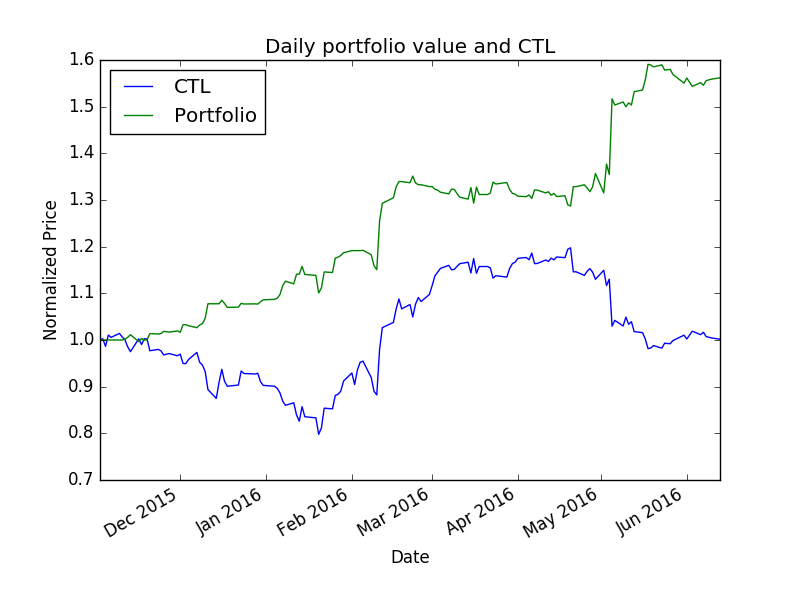 Daily portfolio value and CTL
CTL
Portfolio
1.6
1.5
1.4
1.3
1.2
1.1
1.0
0.9
0.8
0.7
Normalized Price
Dec 2015
Jan 2016
Feb 2016
Mar 2016
Apr 2016
May 2016
Jun 2016
Date